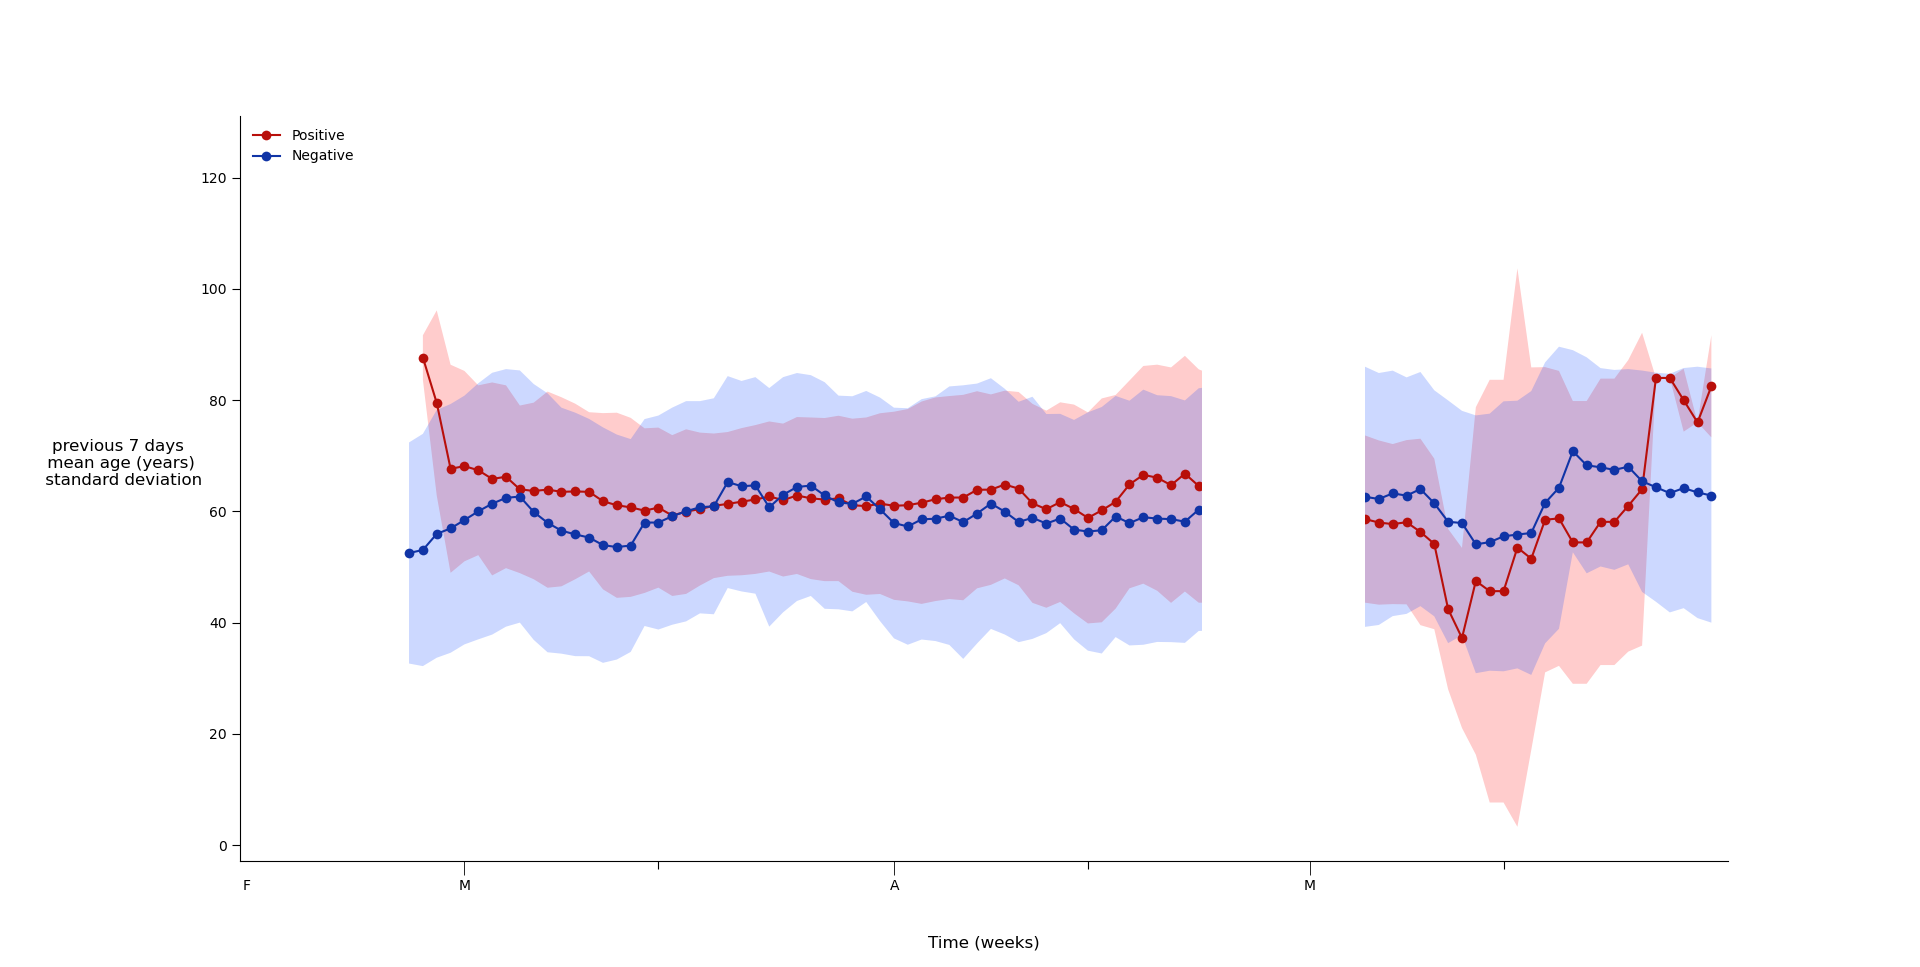 Positive
Negative
120
100
80
60
40
20
0
previous 7 days
mean age (years)
standard deviation
F M A M
Time (weeks)